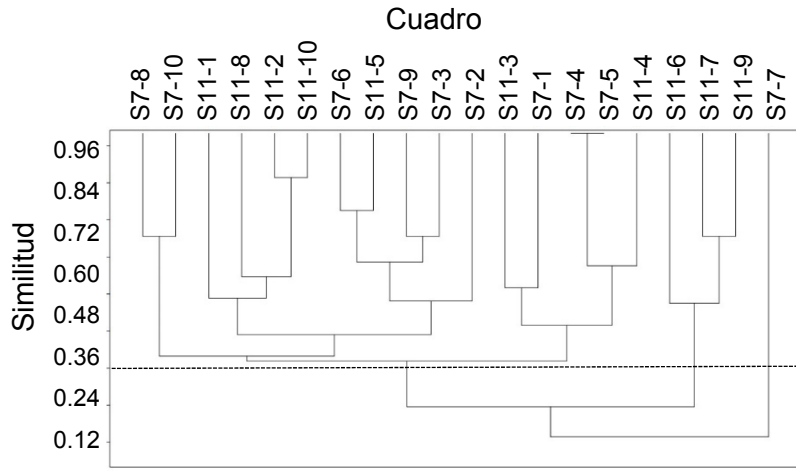 Cuadro
S7-8
S7-10
S11-1
S11-8
S11-2
S11-10
S7-6
S11-5
S7-9
S7-3
S7-2
S11-3
S7-1
S7-4
S7-5
S11-4
S11-6
S11-7
S11-9
S7-7
Similitud
0.96
0.84
0.72
0.60
0.48
0.36
0.24
0.12